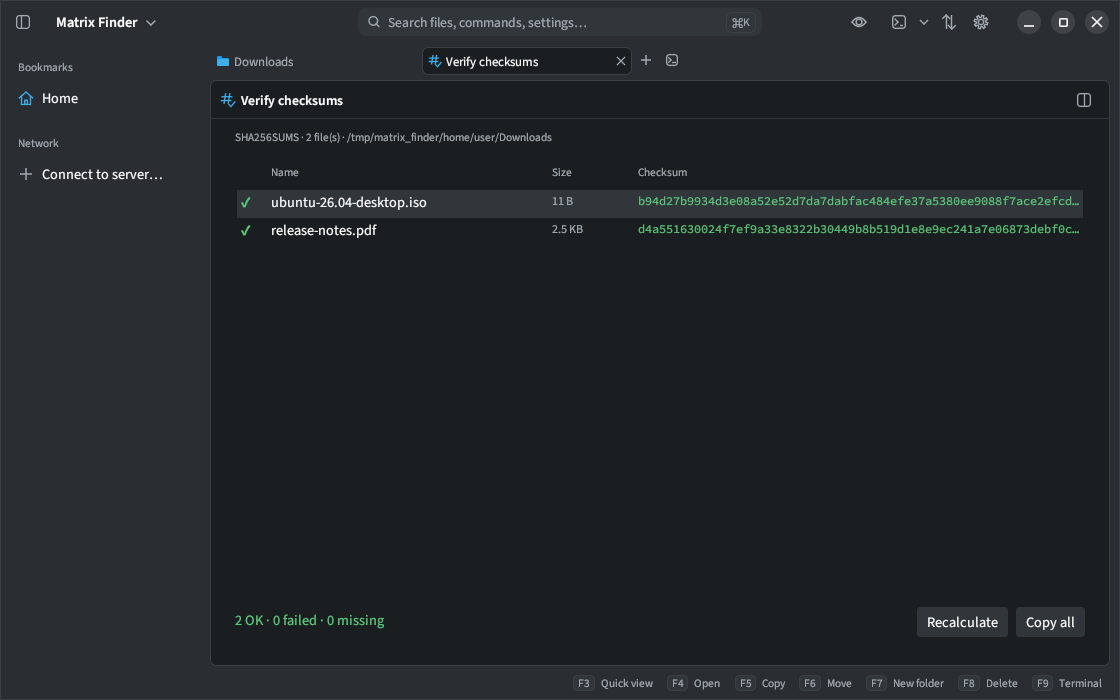 Matrix Finder
Search files, commands, settings… ⌘K
Bookmarks
Home
Network
Connect to server…
Downloads
Verify checksums
Verify checksums
SHA256SUMS · 2 file(s) · /tmp/matrix_finder/home/user/Downloads
Name Size Checksum
✓ ubuntu-26.04-desktop.iso 11 B b94d27b9934d3e08a52e52d7da7dabfac484efe37a5380ee9088f7ace2efcd…
✓ release-notes.pdf 2.5 KB d4a551630024f7ef9a33e8322b30449b8b519d1e8e9ec241a7e06873debf0c…
2 OK · 0 failed · 0 missing
Recalculate Copy all
F3 Quick view F4 Open F5 Copy F6 Move F7 New folder F8 Delete F9 Terminal